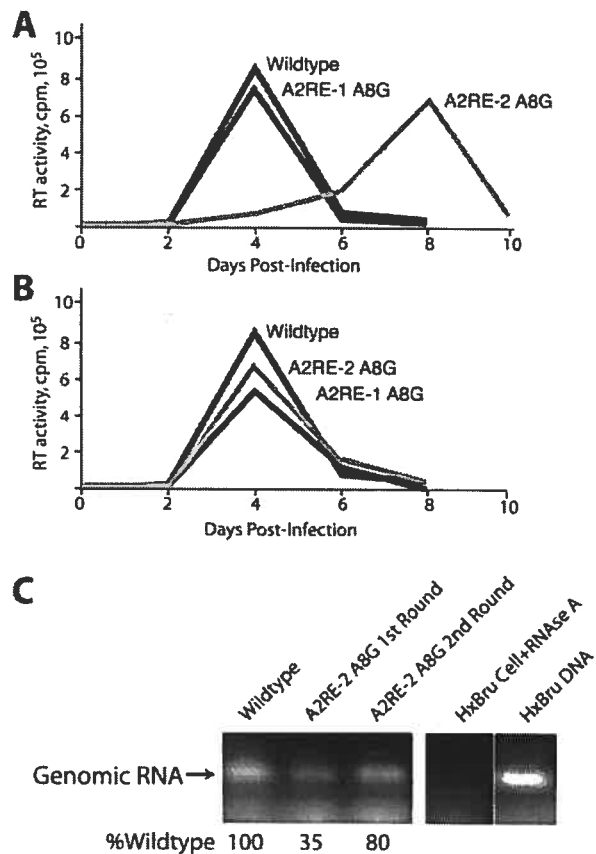 A
RT activity, cpm, 10⁵
10
8
6
4
2
Wildtype
A2RE-1 A8G
A2RE-2 A8G
0 2 4 6 8 10
Days Post-Infection
B
RT activity, cpm, 10⁵
10
8
6
4
2
Wildtype
A2RE-2 A8G
A2RE-1 A8G
0 2 4 6 8 10
Days Post-Infection
C
Wildtype
A2RE-2 A8G 1st Round
A2RE-2 A8G 2nd Round
HxBru Cell+RNAse A
HxBru DNA
Genomic RNA→
%Wildtype 100 35 80